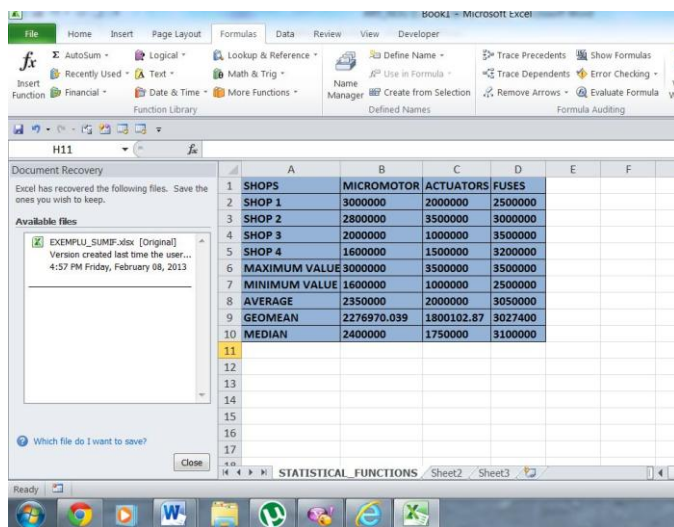 Book1 - Microsoft Excel
File Home Insert Page Layout Formulas Data Review View Developer
fx Insert Function
Σ AutoSum
Recently Used
Financial
Logical
Text
Date & Time
Lookup & Reference
Math & Trig
More Functions
Function Library
Name Manager
Define Name
Use in Formula
Create from Selection
Defined Names
Trace Precedents
Trace Dependents
Remove Arrows
Show Formulas
Error Checking
Evaluate Formula
Formula Auditing
H11 fx
Document Recovery
Excel has recovered the following files. Save the
ones you wish to keep.
Available files
EXEMPLU_SUMIF.xlsx [Original]
Version created last time the user...
4:57 PM Friday, February 08, 2013
Which file do I want to save?
Close
A B C D E F
1 SHOPS MICROMOTOR ACTUATORS FUSES
2 SHOP 1 3000000 2000000 2500000
3 SHOP 2 2800000 3500000 3000000
4 SHOP 3 2000000 1000000 3500000
5 SHOP 4 1600000 1500000 3200000
6 MAXIMUM VALUE 3000000 3500000 3500000
7 MINIMUM VALUE 1600000 1000000 2500000
8 AVERAGE 2350000 2000000 3050000
9 GEOMEAN 2276970.039 1800102.87 3027400
10 MEDIAN 2400000 1750000 3100000
11
12
13
14
15
16
17
STATISTICAL_FUNCTIONS Sheet2 Sheet3
Ready